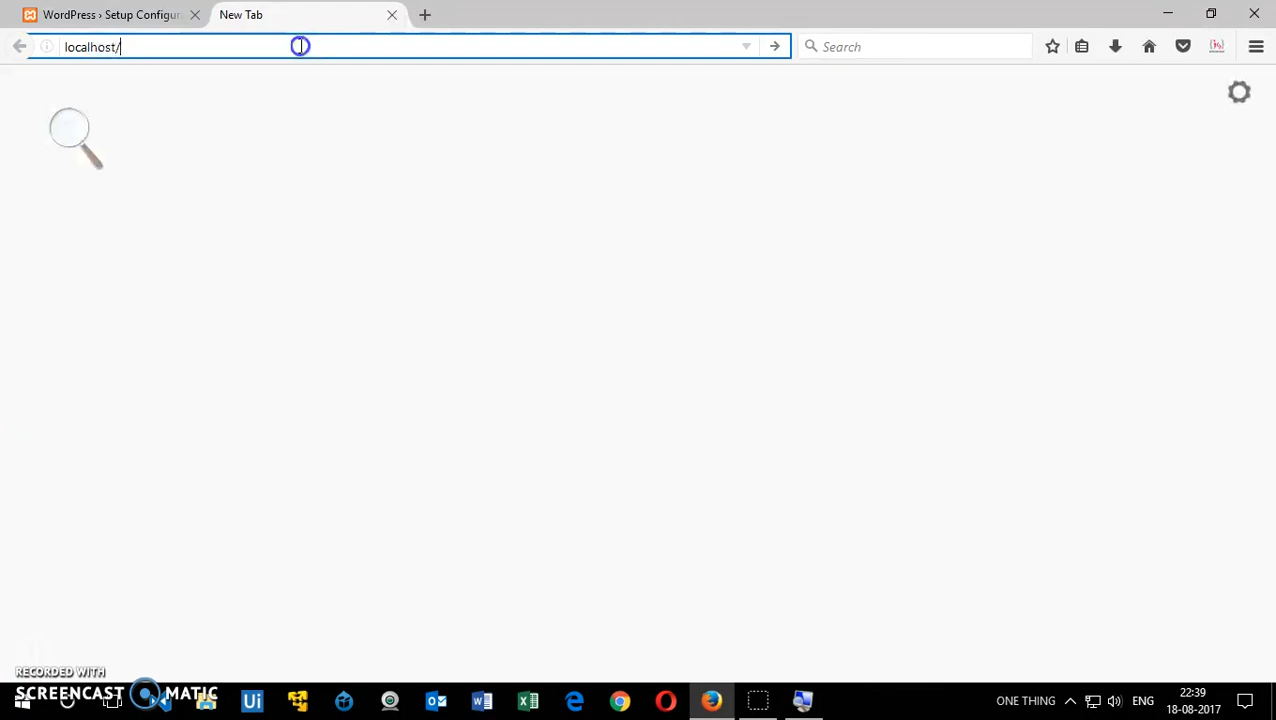 WordPress › Setup Configur
New Tab
localhost/
Search
RECORDED WITH
SCREENCAST MATIC
ONE THING
ENG
22:39
18-08-2017